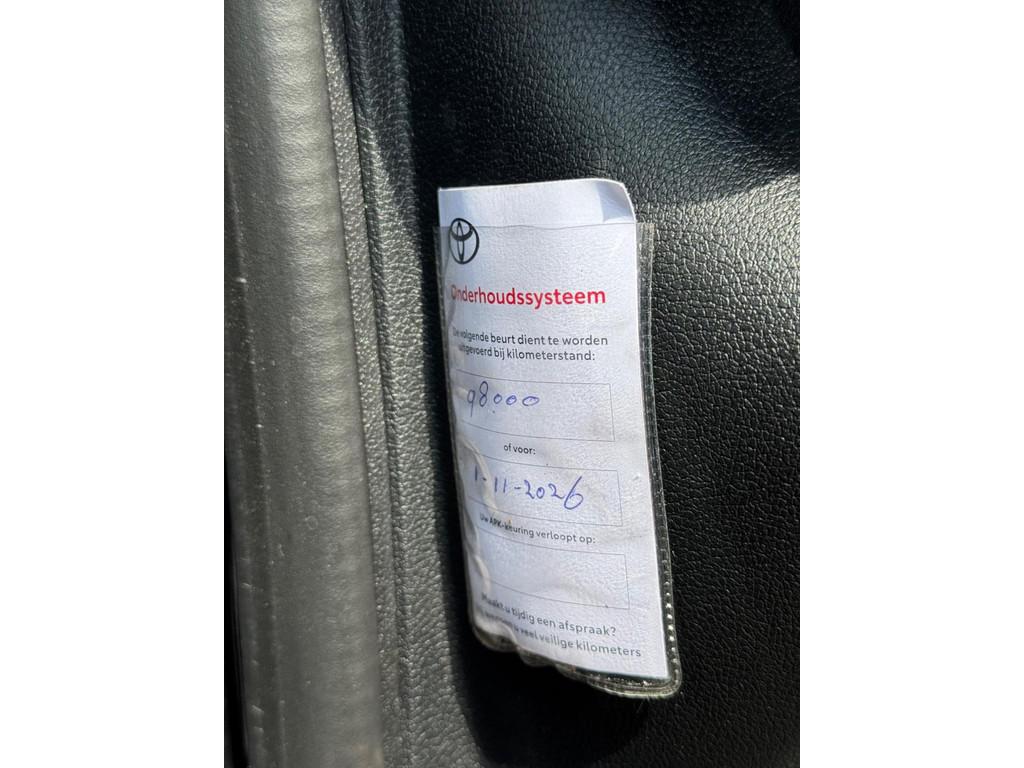 Onderhoudssysteem
De volgende beurt dient te worden
uitgevoerd bij kilometerstand:
98.000
of voor:
1-11-2026
Uw APK-keuring verloopt op:
Maakt u tijdig een afspraak?
u veel veilige kilometers